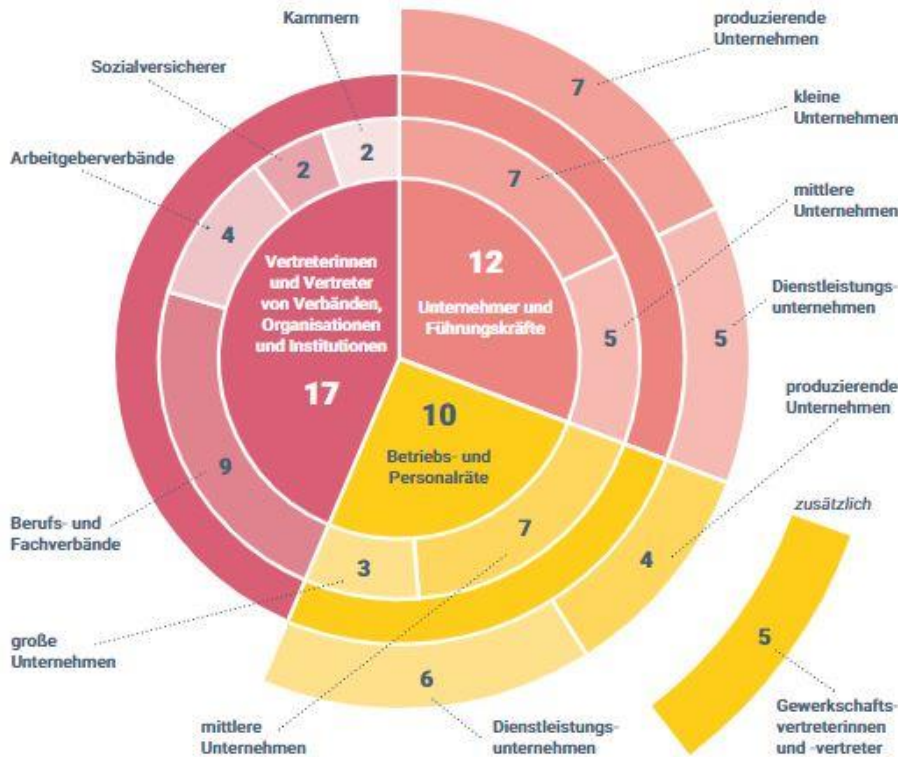 Kammern
produzierende
Unternehmen
Sozialversicherer
7
kleine
Unternehmen
Arbeitgeberverbände
2
2
7
mittlere
Unternehmen
4
Vertreterinnen
und Vertreter
von Verbänden,
Organisationen
und Institutionen
17
12
Unternehmer und
Führungskräfte
Dienstleistungs-
unternehmen
5
5
produzierende
Unternehmen
10
Betriebs- und
Personalräte
9
Berufs- und
Fachverbände
7
3
4
zusätzlich
große
Unternehmen
6
5
mittlere
Unternehmen
Dienstleistungs-
unternehmen
Gewerkschafts-
vertreterinnen
und -vertreter